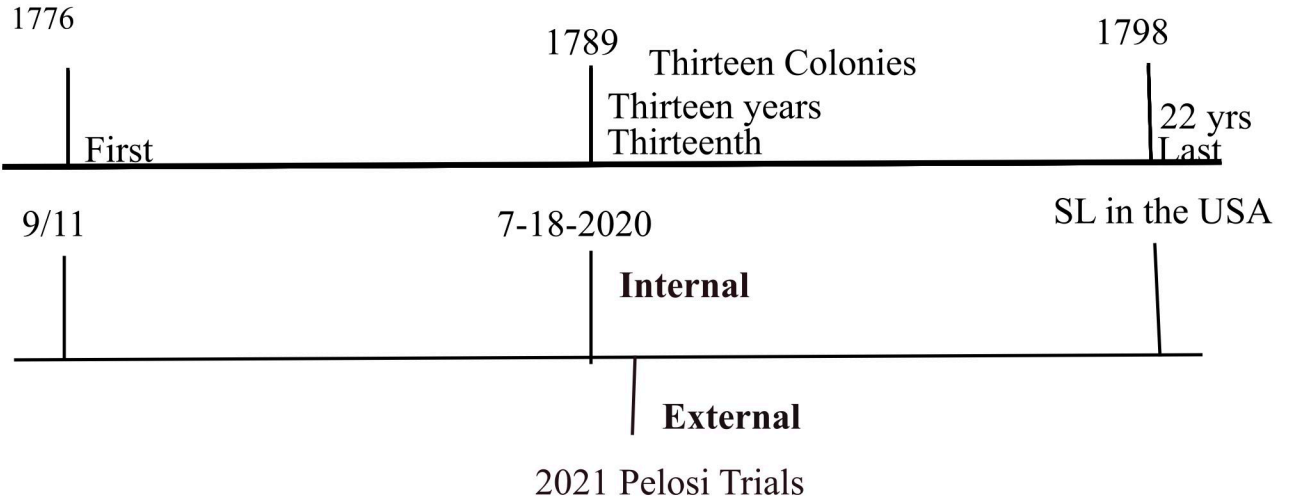 1776
1789
1798
Thirteen Colonies
Thirteen years
22 yrs
First
Thirteenth
Last
9/11
7-18-2020
SL in the USA
Internal
External
2021 Pelosi Trials